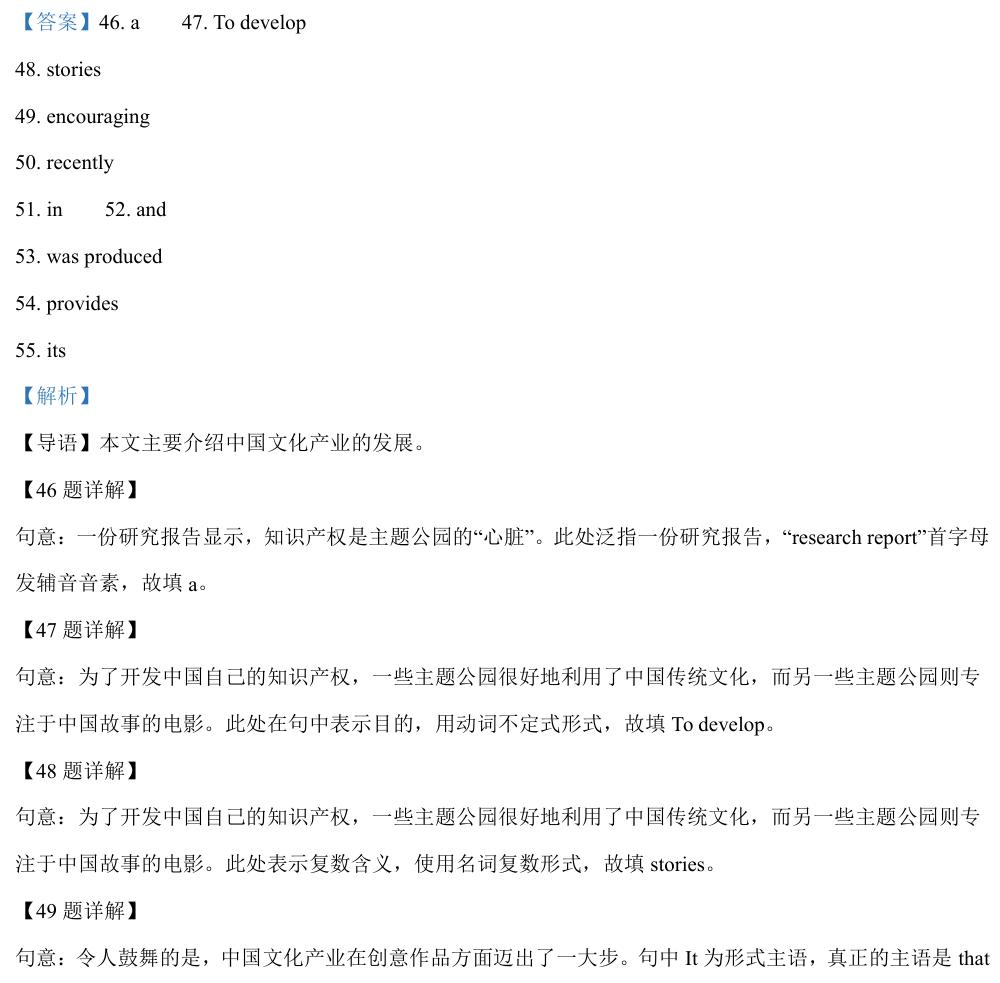 【答案】46. a 47. To develop
48. stories
49. encouraging
50. recently
51. in 52. and
53. was produced
54. provides
55. its
【解析】
【导语】本文主要介绍中国文化产业的发展。
【46 题详解】
句意：一份研究报告显示，知识产权是主题公园的“心脏”。此处泛指一份研究报告，“research report”首字母
发辅音音素，故填 a。
【47 题详解】
句意：为了开发中国自己的知识产权，一些主题公园很好地利用了中国传统文化，而另一些主题公园则专
注于中国故事的电影。此处在句中表示目的，用动词不定式形式，故填 To develop。
【48 题详解】
句意：为了开发中国自己的知识产权，一些主题公园很好地利用了中国传统文化，而另一些主题公园则专
注于中国故事的电影。此处表示复数含义，使用名词复数形式，故填 stories。
【49 题详解】
句意：令人鼓舞的是，中国文化产业在创意作品方面迈出了一大步。句中 It 为形式主语，真正的主语是 that